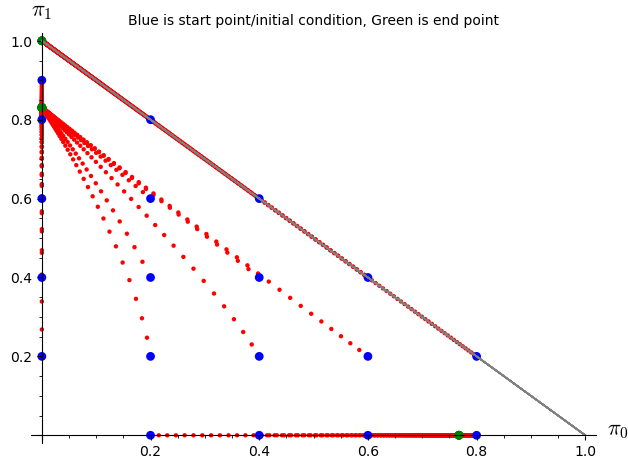 π₁
Blue is start point/initial condition, Green is end point
1.0
0.8
0.6
0.4
0.2
0.2 0.4 0.6 0.8 1.0
π₀